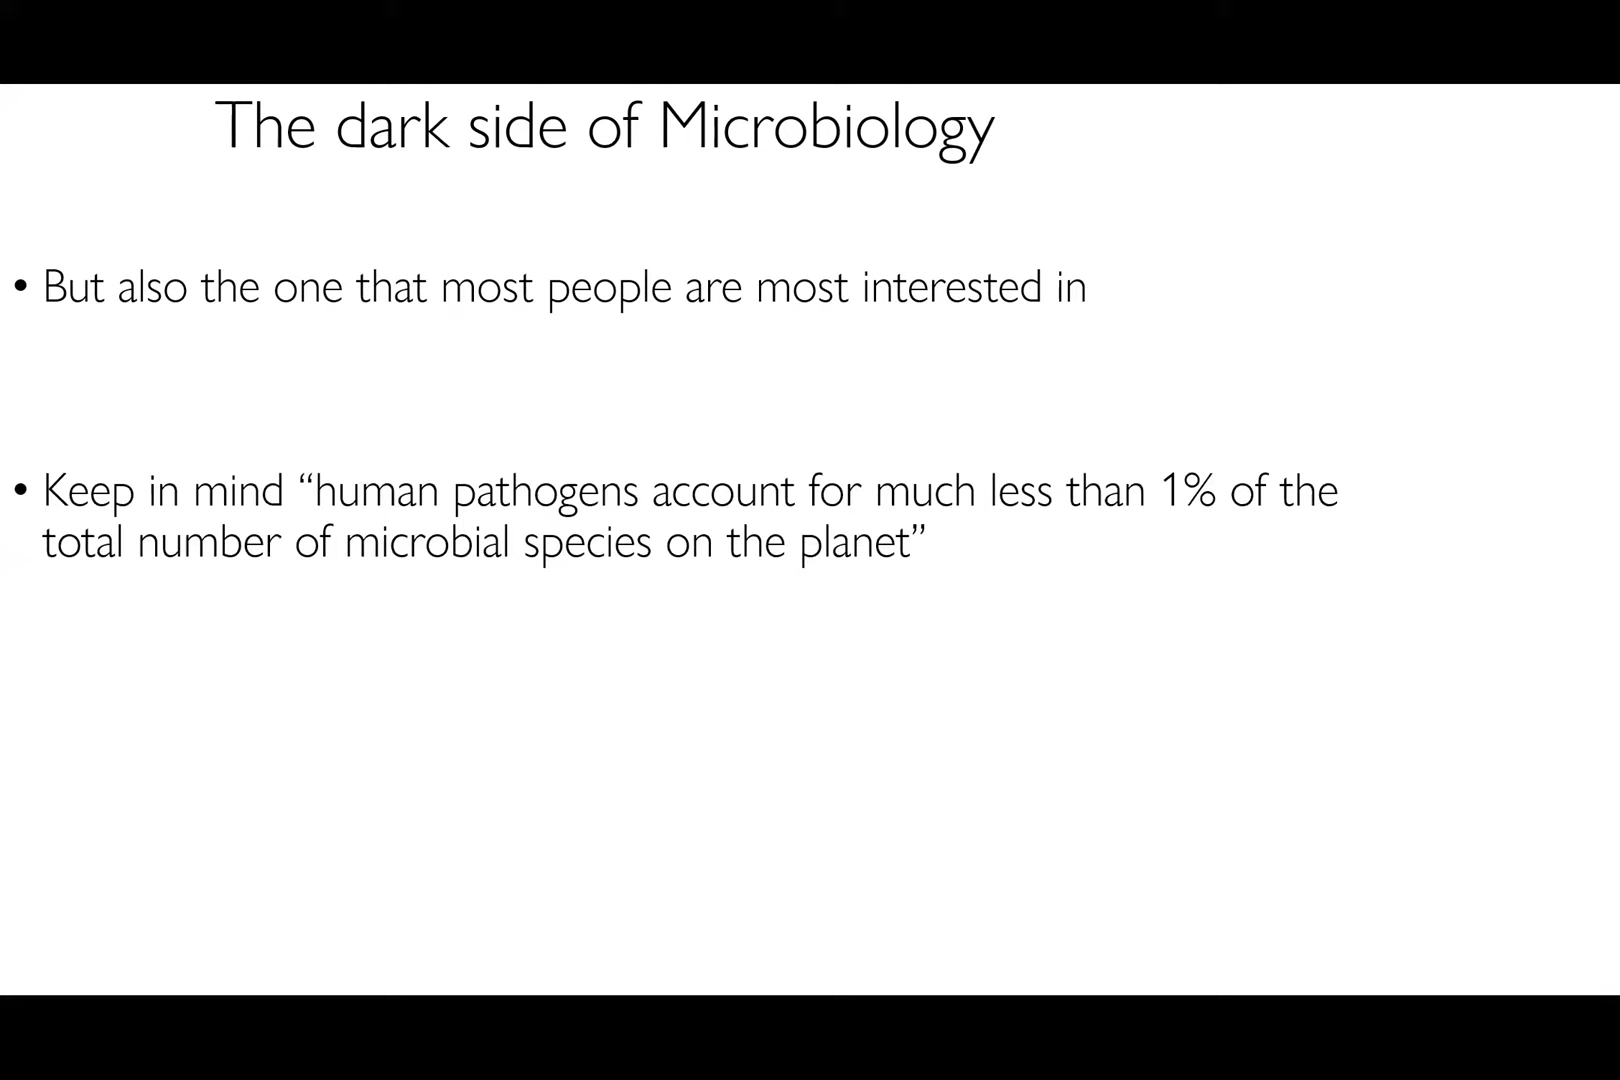 The dark side of Microbiology
• But also the one that most people are most interested in
• Keep in mind “human pathogens account for much less than 1% of the
total number of microbial species on the planet”